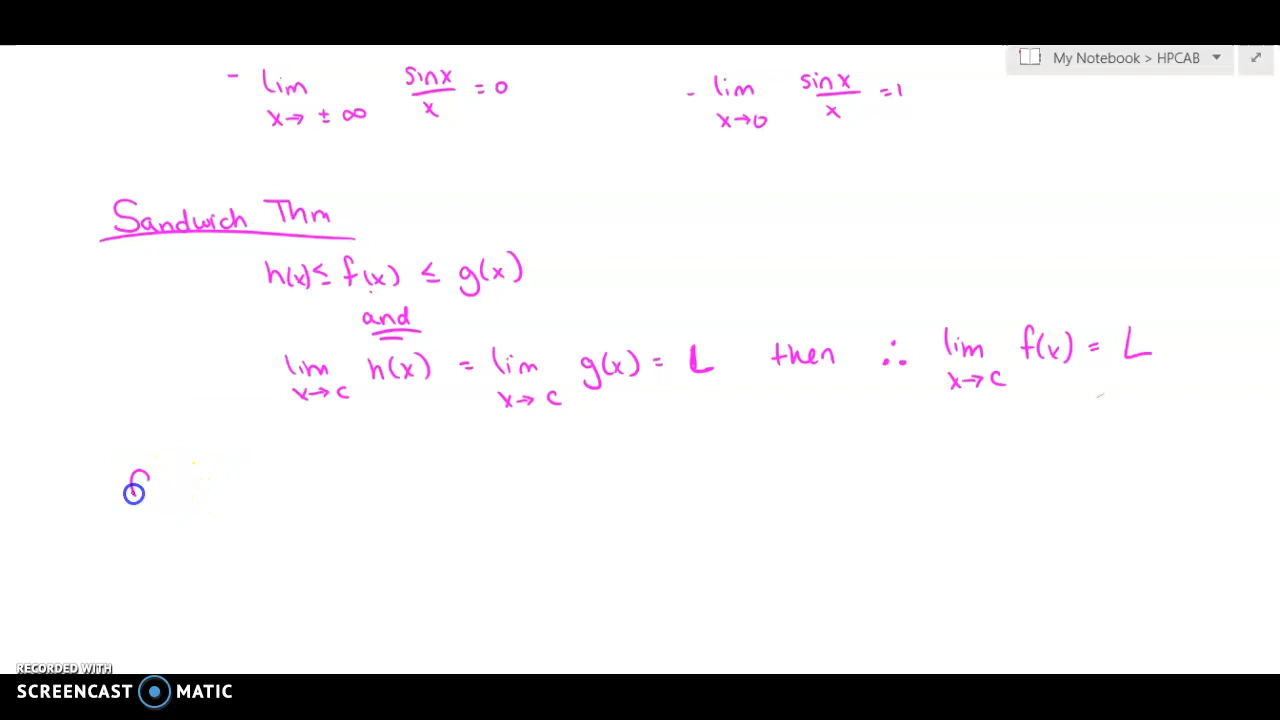 My Notebook > HPCAB
- lim x→±∞ sinx/x = 0
- lim x→0 sinx/x = 1
Sandwich Thm
h(x) ≤ f(x) ≤ g(x)
and
lim x→c h(x) = lim x→c g(x) = L then ∴ lim x→c f(x) = L
RECORDED WITH
SCREENCAST MATIC